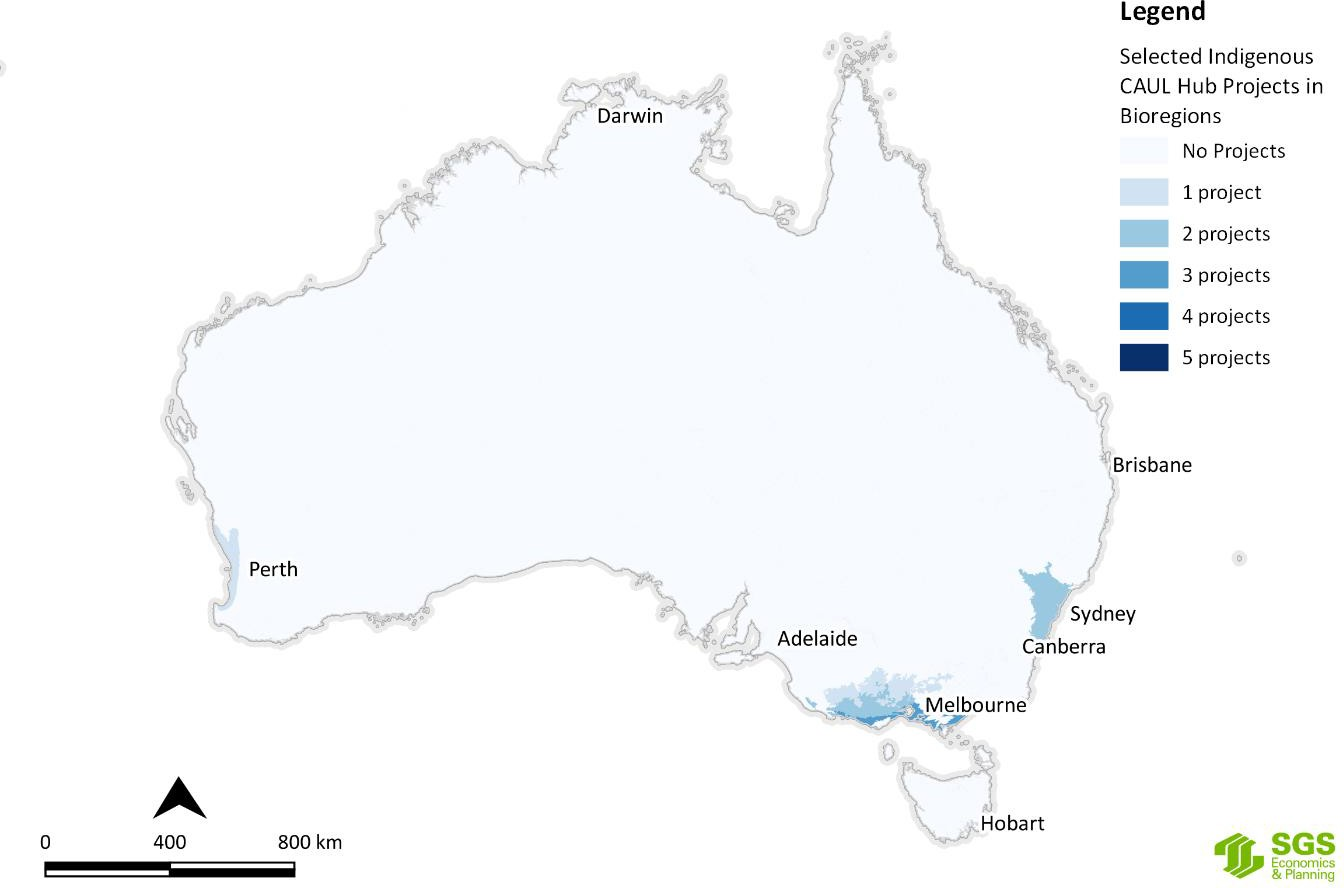 Legend
Selected Indigenous
CAUL Hub Projects in
Bioregions
No Projects
1 project
2 projects
3 projects
4 projects
5 projects
Darwin
Brisbane
Perth
Sydney
Adelaide
Canberra
Melbourne
Hobart
0 400 800 km
SGS
Economics
& Planning